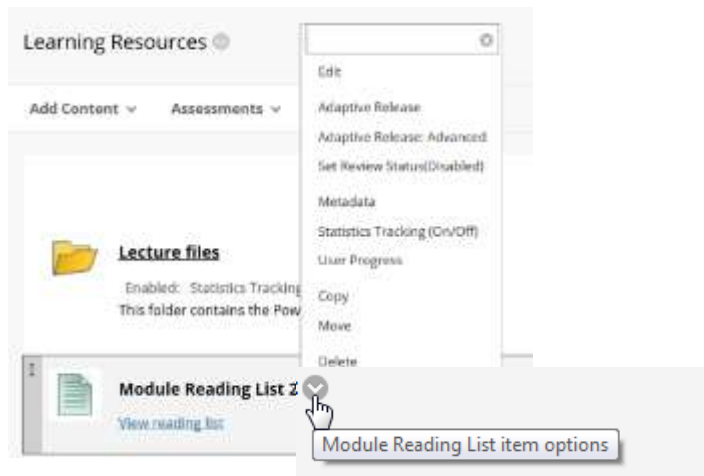 Learning Resources
Add Content
Assessments
Edit
Adaptive Release
Adaptive Release: Advanced
Set Review Status(Disabled)
Metadata
Statistics Tracking (On/Off)
User Progress
Copy
Move
Delete
Lecture files
Enabled: Statistics Tracking
This folder contains the Pow
Module Reading List 2
View reading list
Module Reading List item options